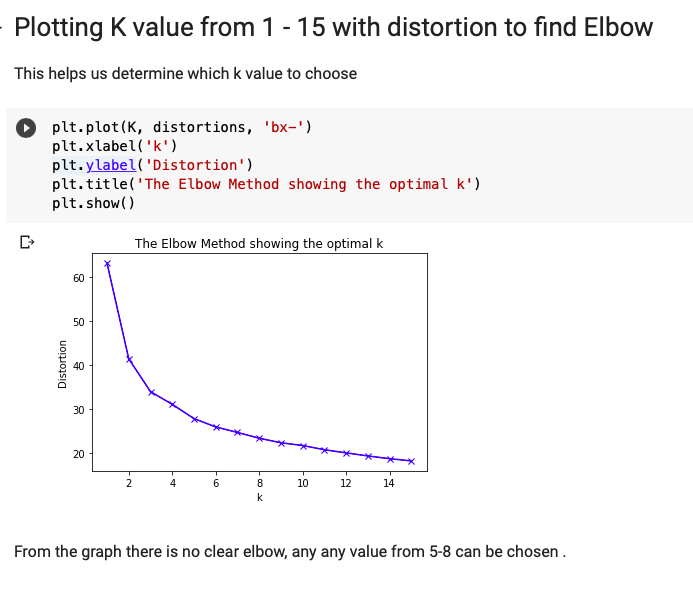 Plotting K value from 1 - 15 with distortion to find Elbow
This helps us determine which k value to choose
plt.plot(K, distortions, 'bx-')
plt.xlabel('k')
plt.ylabel('Distortion')
plt.title('The Elbow Method showing the optimal k')
plt.show()
The Elbow Method showing the optimal k
60
50
40
30
20
Distortion
2 4 6 8 10 12 14
k
From the graph there is no clear elbow, any any value from 5-8 can be chosen .